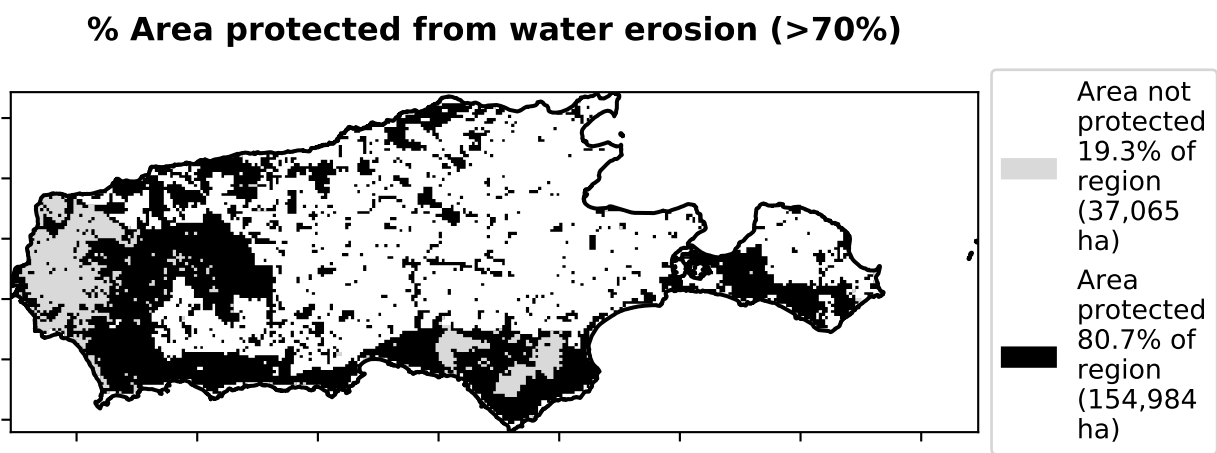 % Area protected from water erosion (>70%)
Area not
protected
19.3% of
region
(37,065
ha)
Area
protected
80.7% of
region
(154,984
ha)